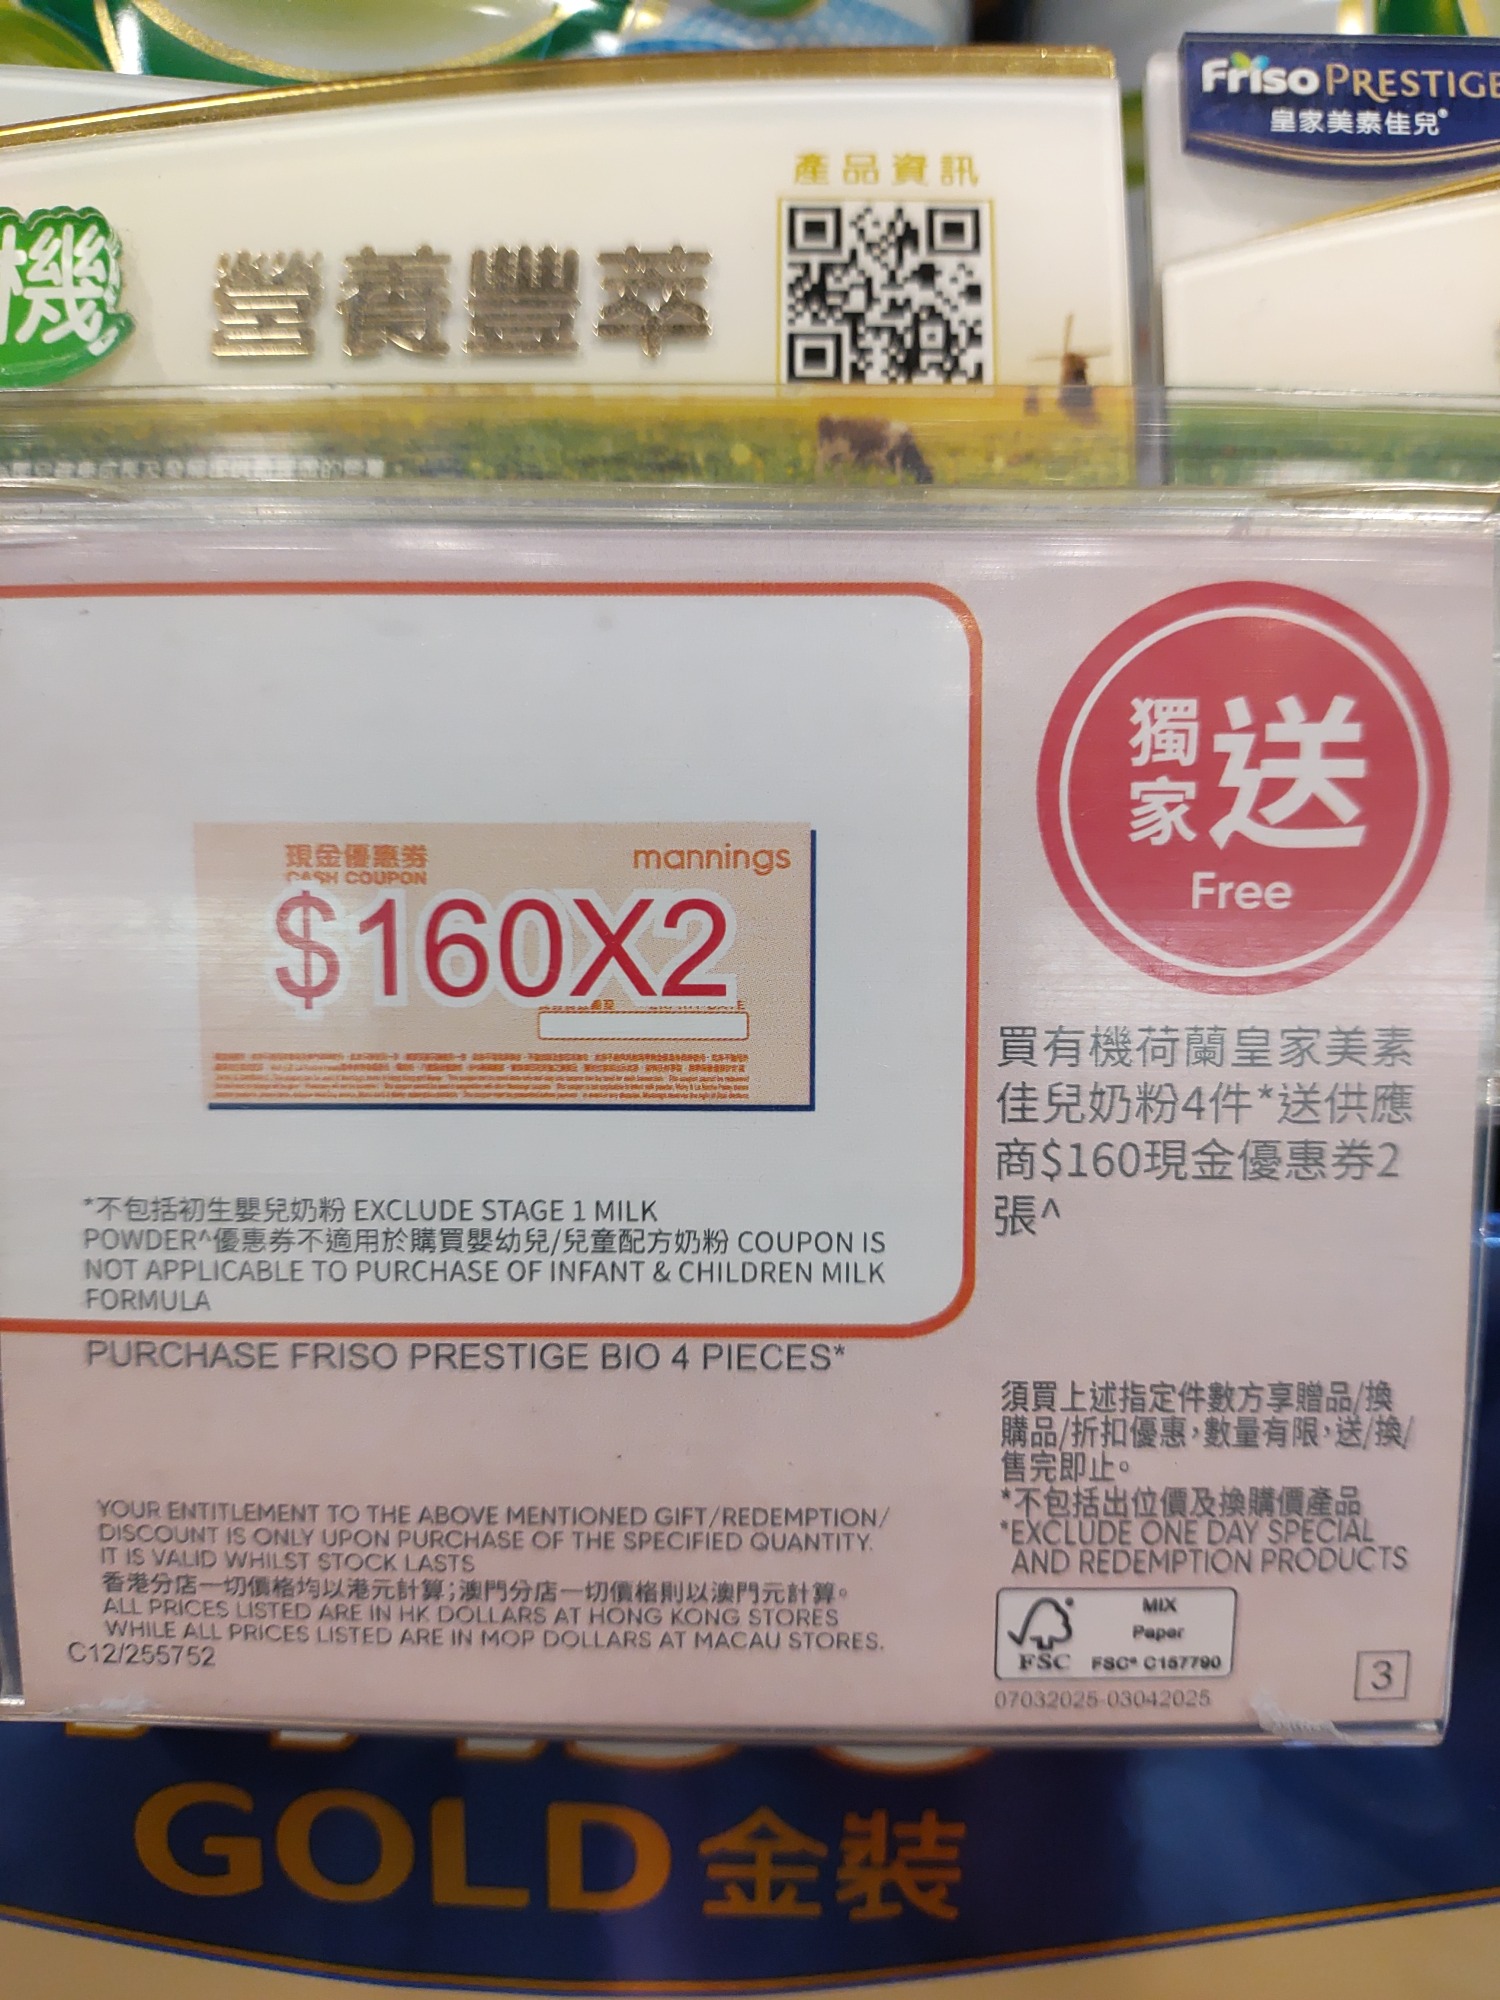 Friso PRESTIGE
皇家美素佳兒®
產品資訊
機 營養豐萃
現金優惠券
CASH COUPON
mannings
$160X2
獨家送
Free
買有機荷蘭皇家美素
佳兒奶粉4件*送供應
商$160現金優惠券2
張^
*不包括初生嬰兒奶粉 EXCLUDE STAGE 1 MILK
POWDER^優惠券不適用於購買嬰幼兒/兒童配方奶粉 COUPON IS
NOT APPLICABLE TO PURCHASE OF INFANT & CHILDREN MILK
FORMULA
PURCHASE FRISO PRESTIGE BIO 4 PIECES*
須買上述指定件數方享贈品/換
購品/折扣優惠，數量有限，送/換/
售完即止。
*不包括出位價及換購價產品
*EXCLUDE ONE DAY SPECIAL
AND REDEMPTION PRODUCTS
YOUR ENTITLEMENT TO THE ABOVE MENTIONED GIFT/REDEMPTION/
DISCOUNT IS ONLY UPON PURCHASE OF THE SPECIFIED QUANTITY.
IT IS VALID WHILST STOCK LASTS
香港分店一切價格均以港元計算；澳門分店一切價格則以澳門元計算。
ALL PRICES LISTED ARE IN HK DOLLARS AT HONG KONG STORES
WHILE ALL PRICES LISTED ARE IN MOP DOLLARS AT MACAU STORES.
C12/255752
FSC
MIX
Paper
FSC® C157790
07032025-03042025
3
GOLD 金裝